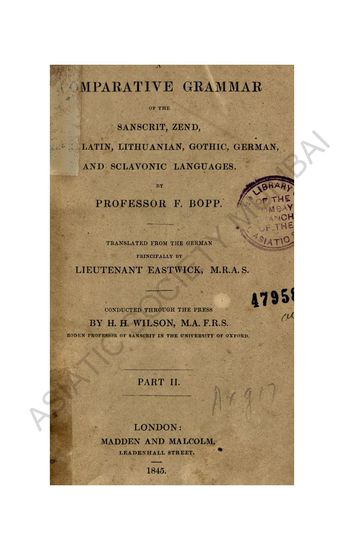 A
COMPARATIVE GRAMMAR
OF THE
SANSCRIT, ZEND,
LATIN, LITHUANIAN, GOTHIC, GERMAN,
AND SCLAVONIC LANGUAGES.
BY
PROFESSOR F. BOPP.
LIBRARY
OF THE
OF THE
ASIATIC
TRANSLATED FROM THE GERMAN
PRINCIPALLY BY
LIEUTENANT EASTWICK, M.R.A.S.
47958
CONDUCTED THROUGH THE PRESS
BY H. H. WILSON, M.A. F.R.S.
BODEN PROFESSOR OF SANSCRIT IN THE UNIVERSITY OF OXFORD.
PART II.
LONDON:
MADDEN AND MALCOLM,
LEADENHALL STREET.
1845.
ASIATIC SOCIETY MUMBAI